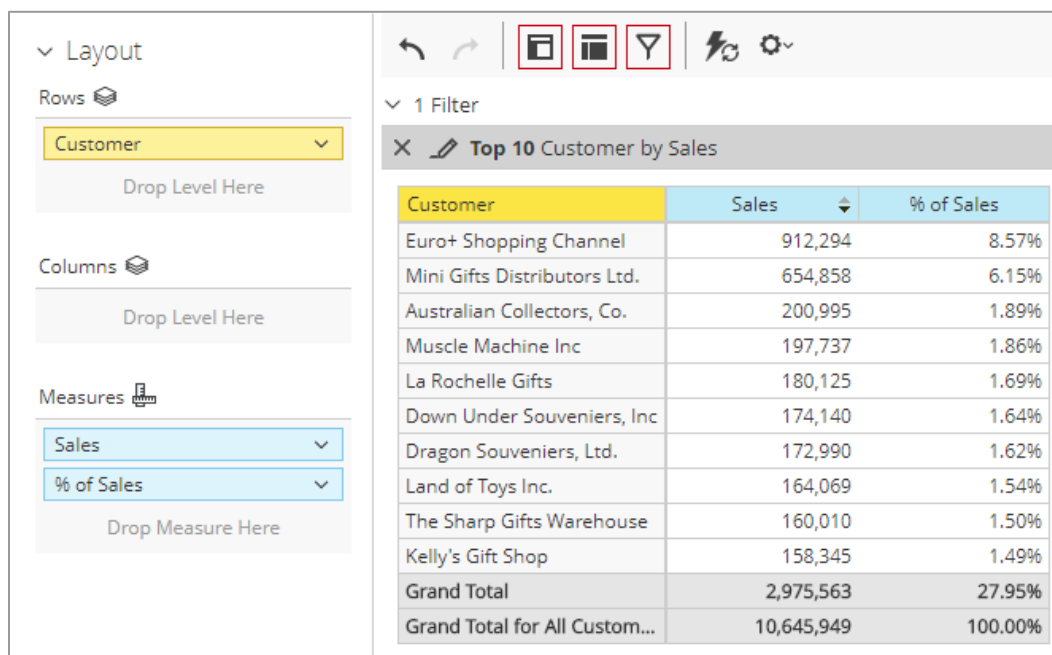 Layout
Rows
Customer
Drop Level Here
Columns
Drop Level Here
Measures
Sales
% of Sales
Drop Measure Here
1 Filter
Top 10 Customer by Sales
Customer Sales % of Sales
Euro+ Shopping Channel 912,294 8.57%
Mini Gifts Distributors Ltd. 654,858 6.15%
Australian Collectors, Co. 200,995 1.89%
Muscle Machine Inc 197,737 1.86%
La Rochelle Gifts 180,125 1.69%
Down Under Souveniers, Inc 174,140 1.64%
Dragon Souveniers, Ltd. 172,990 1.62%
Land of Toys Inc. 164,069 1.54%
The Sharp Gifts Warehouse 160,010 1.50%
Kelly's Gift Shop 158,345 1.49%
Grand Total 2,975,563 27.95%
Grand Total for All Custom... 10,645,949 100.00%